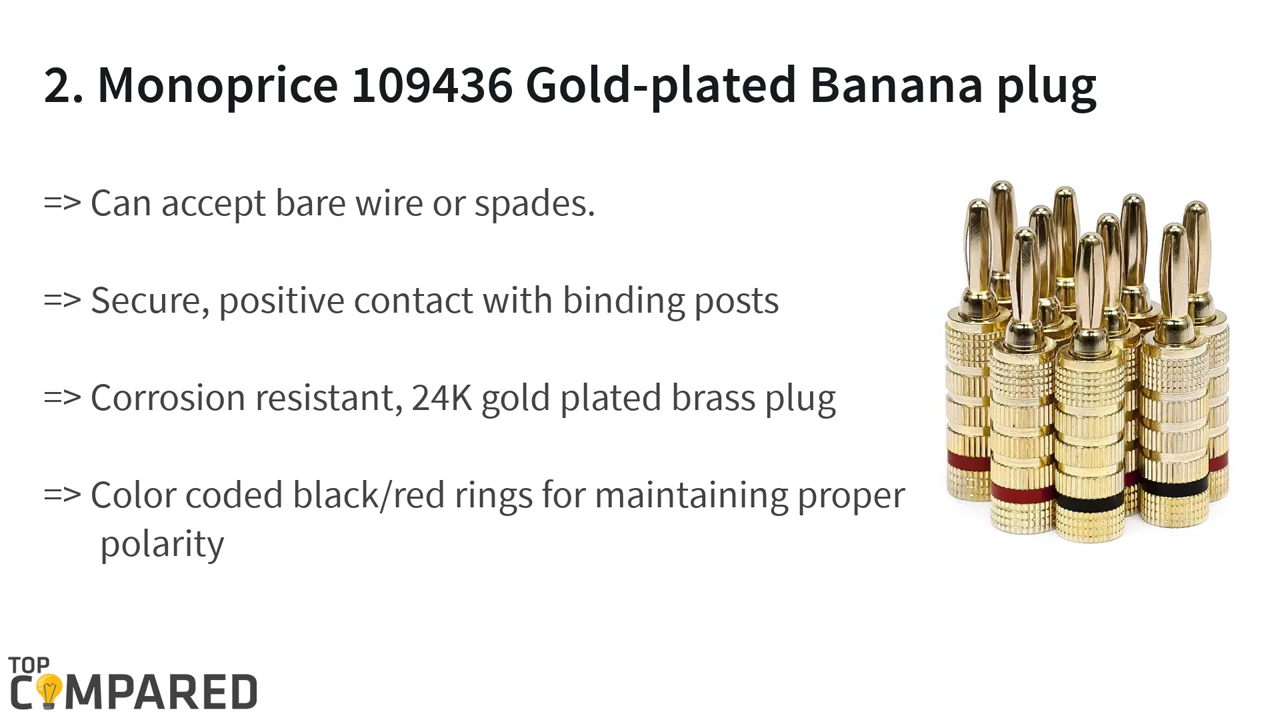 2. Monoprice 109436 Gold-plated Banana plug
=> Can accept bare wire or spades.
=> Secure, positive contact with binding posts
=> Corrosion resistant, 24K gold plated brass plug
=> Color coded black/red rings for maintaining proper
polarity
TOP
COMPARED